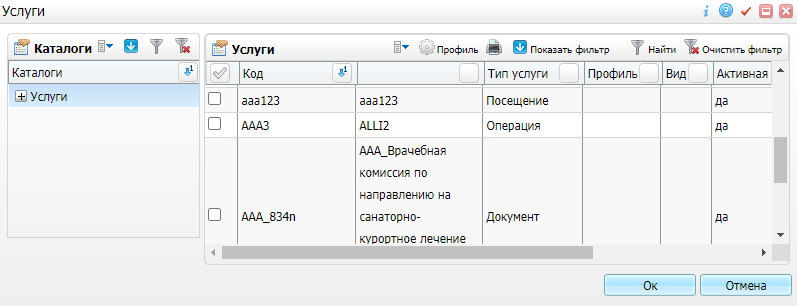 Услуги
Каталоги
Каталоги
Услуги
Услуги
Профиль
Показать фильтр
Найти
Очистить фильтр
Код Тип услуги Профиль Вид Активная
aaa123 aaa123 Посещение да
AAA3 ALLI2 Операция да
AAA_834n AAA_Врачебная
комиссия по
направлению на
санаторно-
курортное лечение Документ да
Ок
Отмена